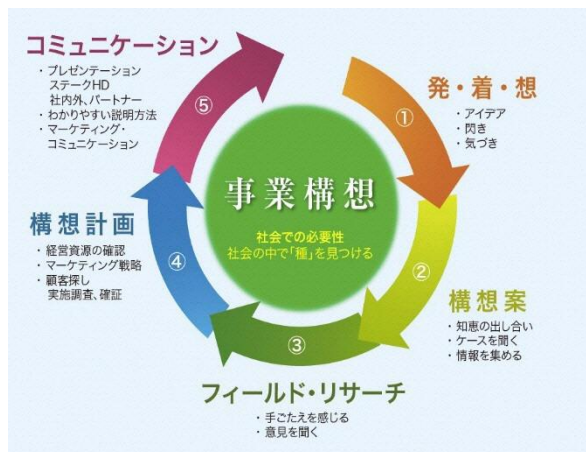 コミュニケーション
・プレゼンテーション
ステークHD
社内外、パートナー
・わかりやすい説明方法
・マーケティング・
コミュニケーション
⑤
①
発・着・想
・アイデア
・閃き
・気づき
事業構想
社会での必要性
社会の中で「種」を見つける
構想計画
・経営資源の確認
・マーケティング戦略
・顧客探し
実施調査、確証
④
②
構想案
・知恵の出し合い
・ケースを聞く
・情報を集める
③
フィールド・リサーチ
・手ごたえを感じる
・意見を聞く